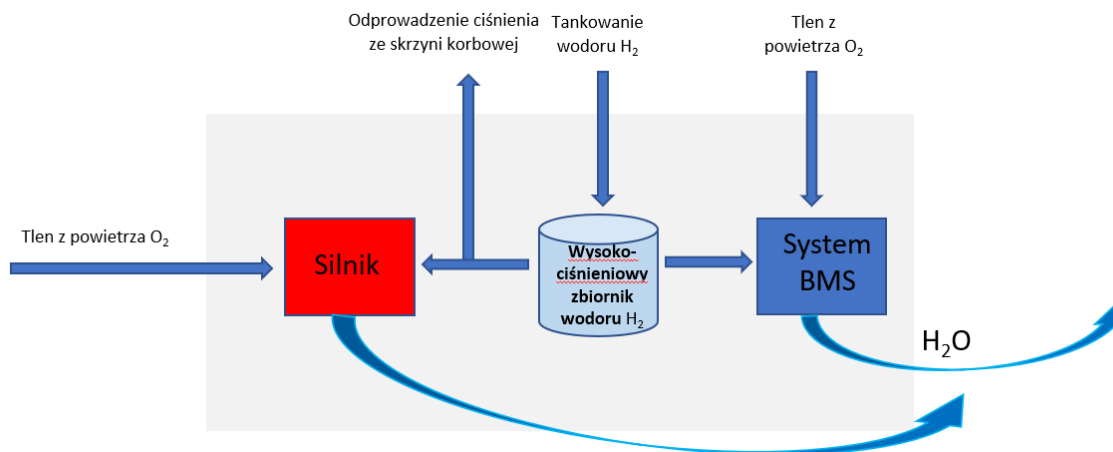 Odprowadzenie ciśnienia
ze skrzyni korbowej
Tankowanie
wodoru H₂
Tlen z
powietrza O₂
Tlen z powietrza O₂
Silnik
Wysoko-
ciśnieniowy
zbiornik
wodoru H₂
System
BMS
H₂O